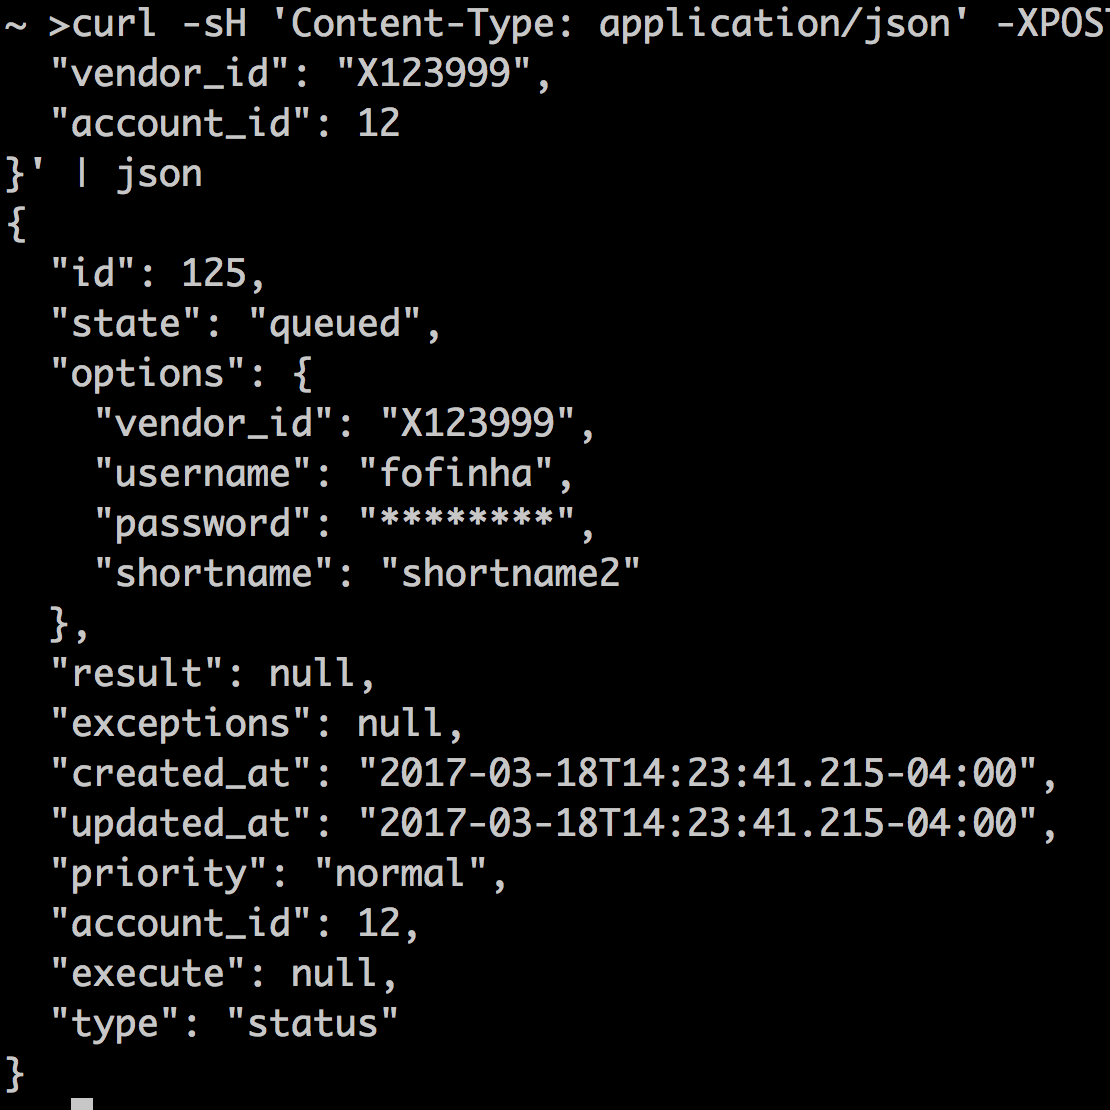 ~ >curl -sH 'Content-Type: application/json' -XPOST
  "vendor_id": "X123999",
  "account_id": 12
}' | json
{
  "id": 125,
  "state": "queued",
  "options": {
    "vendor_id": "X123999",
    "username": "fofinha",
    "password": "********",
    "shortname": "shortname2"
  },
  "result": null,
  "exceptions": null,
  "created_at": "2017-03-18T14:23:41.215-04:00",
  "updated_at": "2017-03-18T14:23:41.215-04:00",
  "priority": "normal",
  "account_id": 12,
  "execute": null,
  "type": "status"
}